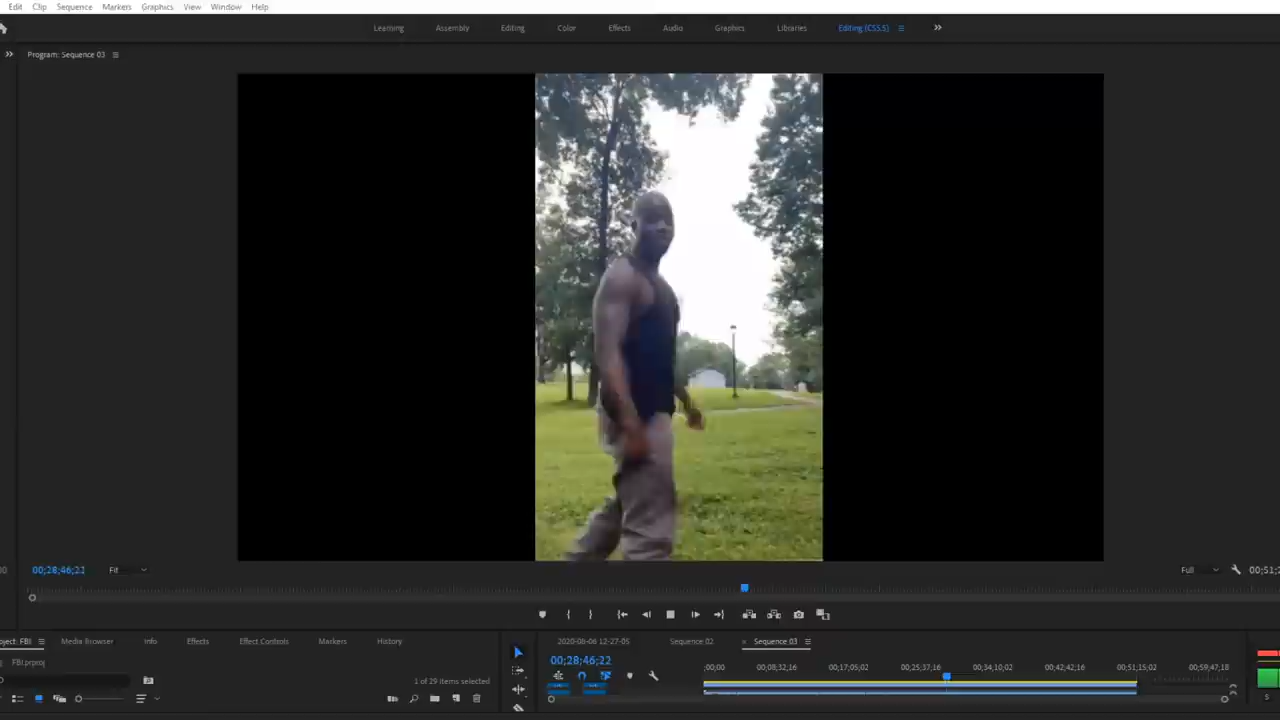 Edit Clip Sequence Markers Graphics View Window Help
Learning Assembly Editing Color Effects Audio Graphics Libraries Editing (CS5.5)
Program: Sequence 03
00;28;46;22 Fit Full
Media Browser Info Effects Effect Controls Markers History
2020-08-06 12-27-05 Sequence 02 × Sequence 03
FBI.prproj
00;28;46;22
;00;00 00;08;32;16 00;17;05;02 00;25;37;16 00;34;10;02 00;42;42;16 00;51;15;02 00;59;47;18
1 of 29 items selected
S